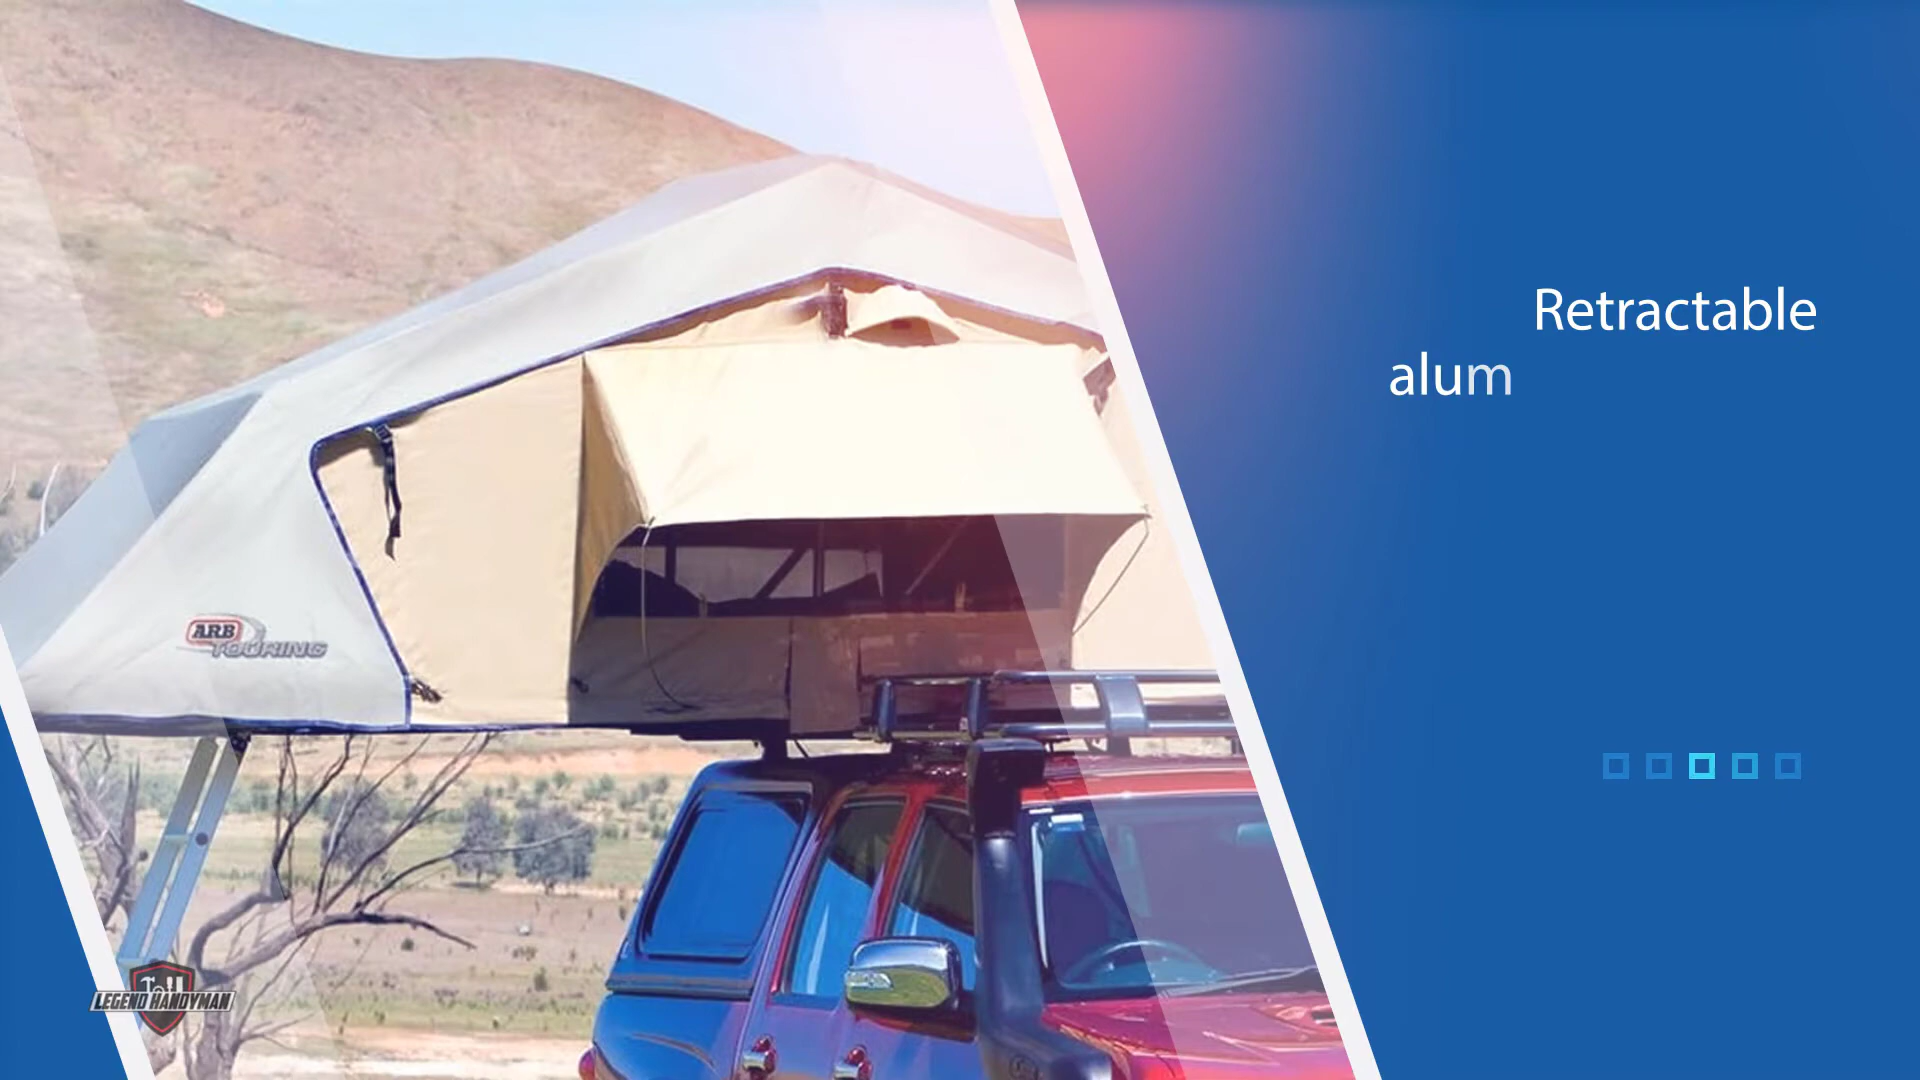 Retractable
alum
ARB
TOURING
LEGEND HANDYMAN